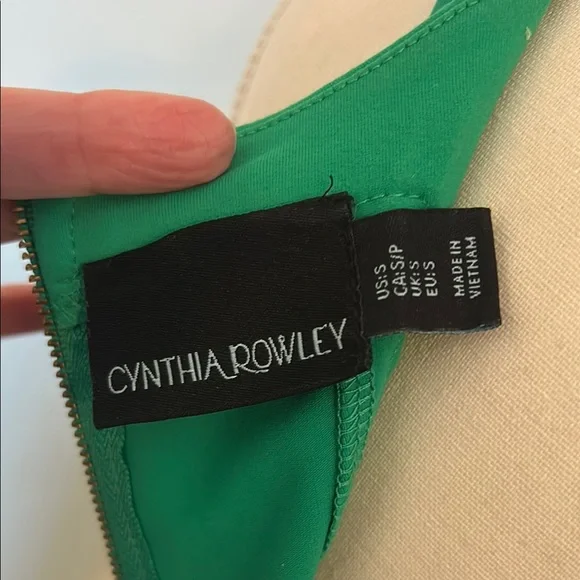 CYNTHIA ROWLEY
US:S
CA:S/P
UK:S
EU:S
MADE IN
VIETNAM